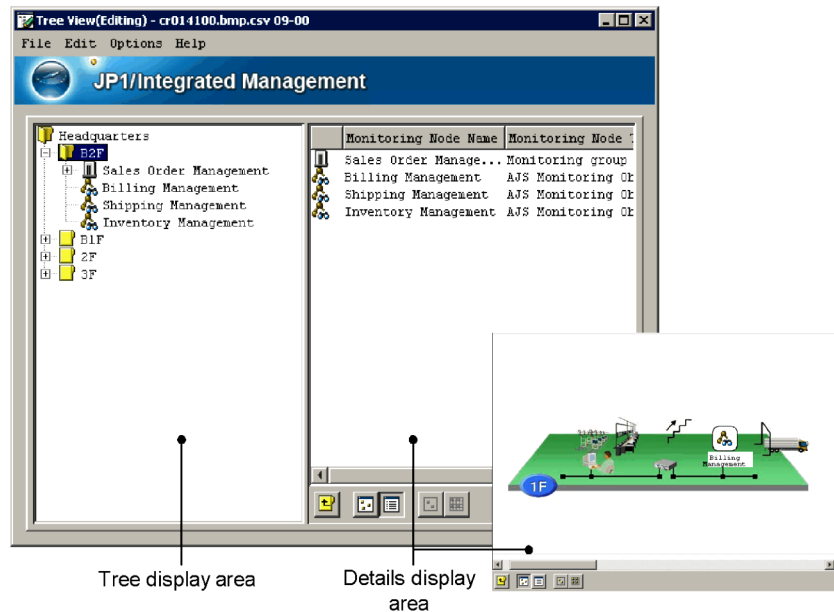 Tree View(Editing) - cr014100.bmp.csv 09-00
File Edit Options Help
JP1/Integrated Management
Headquarters
B2F
Sales Order Management
Billing Management
Shipping Management
Inventory Management
B1F
2F
3F
Monitoring Node Name Monitoring Node
Sales Order Manage... Monitoring group
Billing Management AJS Monitoring Ob
Shipping Management AJS Monitoring Ob
Inventory Management AJS Monitoring Ob
Billing
Management
1F
Tree display area
Details display
area